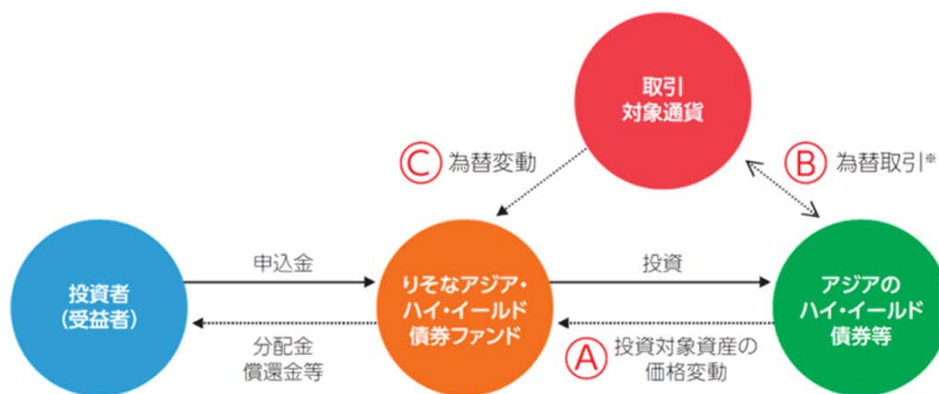 取引
対象通貨
Ⓒ 為替変動
Ⓑ 為替取引※
投資者
(受益者)
申込金
分配金
償還金等
りそなアジア・
ハイ・イールド
債券ファンド
投資
Ⓐ 投資対象資産の
価格変動
アジアの
ハイ・イールド
債券等